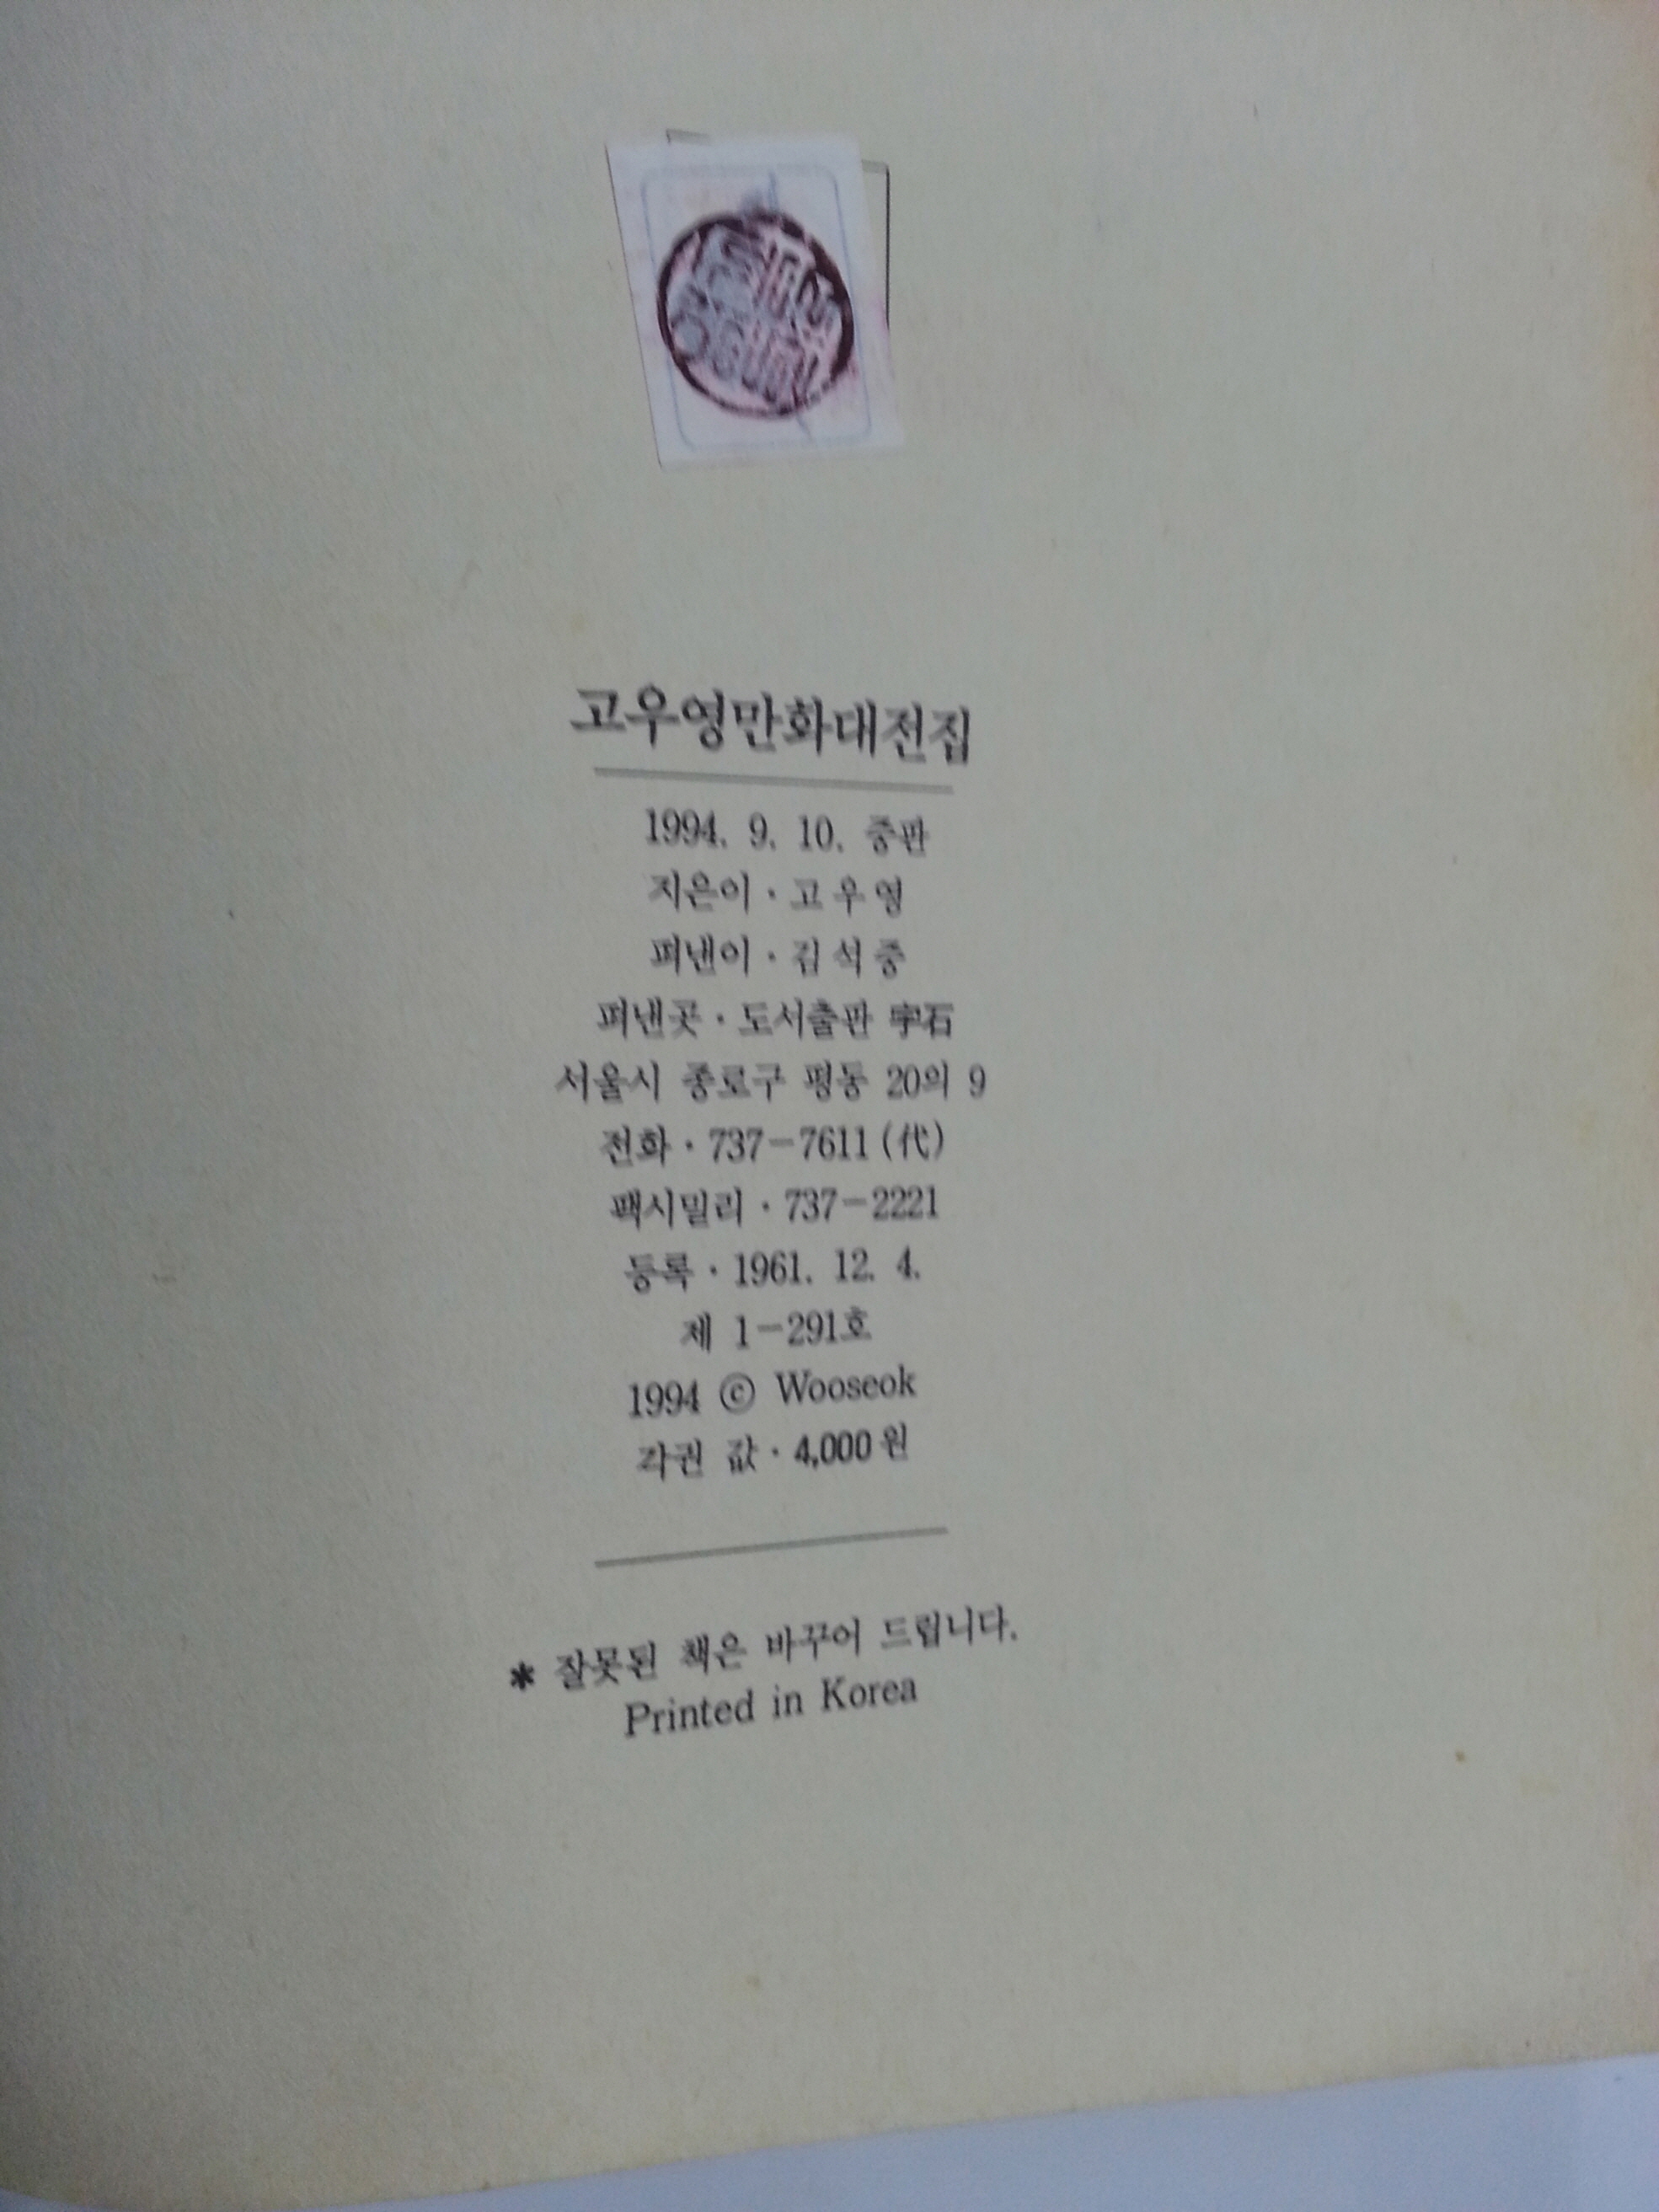 고우영만화대전집
1994. 9. 10. 중판
지은이·고우영
펴낸이·김석중
펴낸곳·도서출판 宇石
서울시 종로구 평동 20의 9
전화·737-7611(代)
팩시밀리·737-2221
등록·1961. 12. 4.
제 1-291호
1994 ⓒ Wooseok
각권 값·4,000원
* 잘못된 책은 바꾸어 드립니다.
Printed in Korea